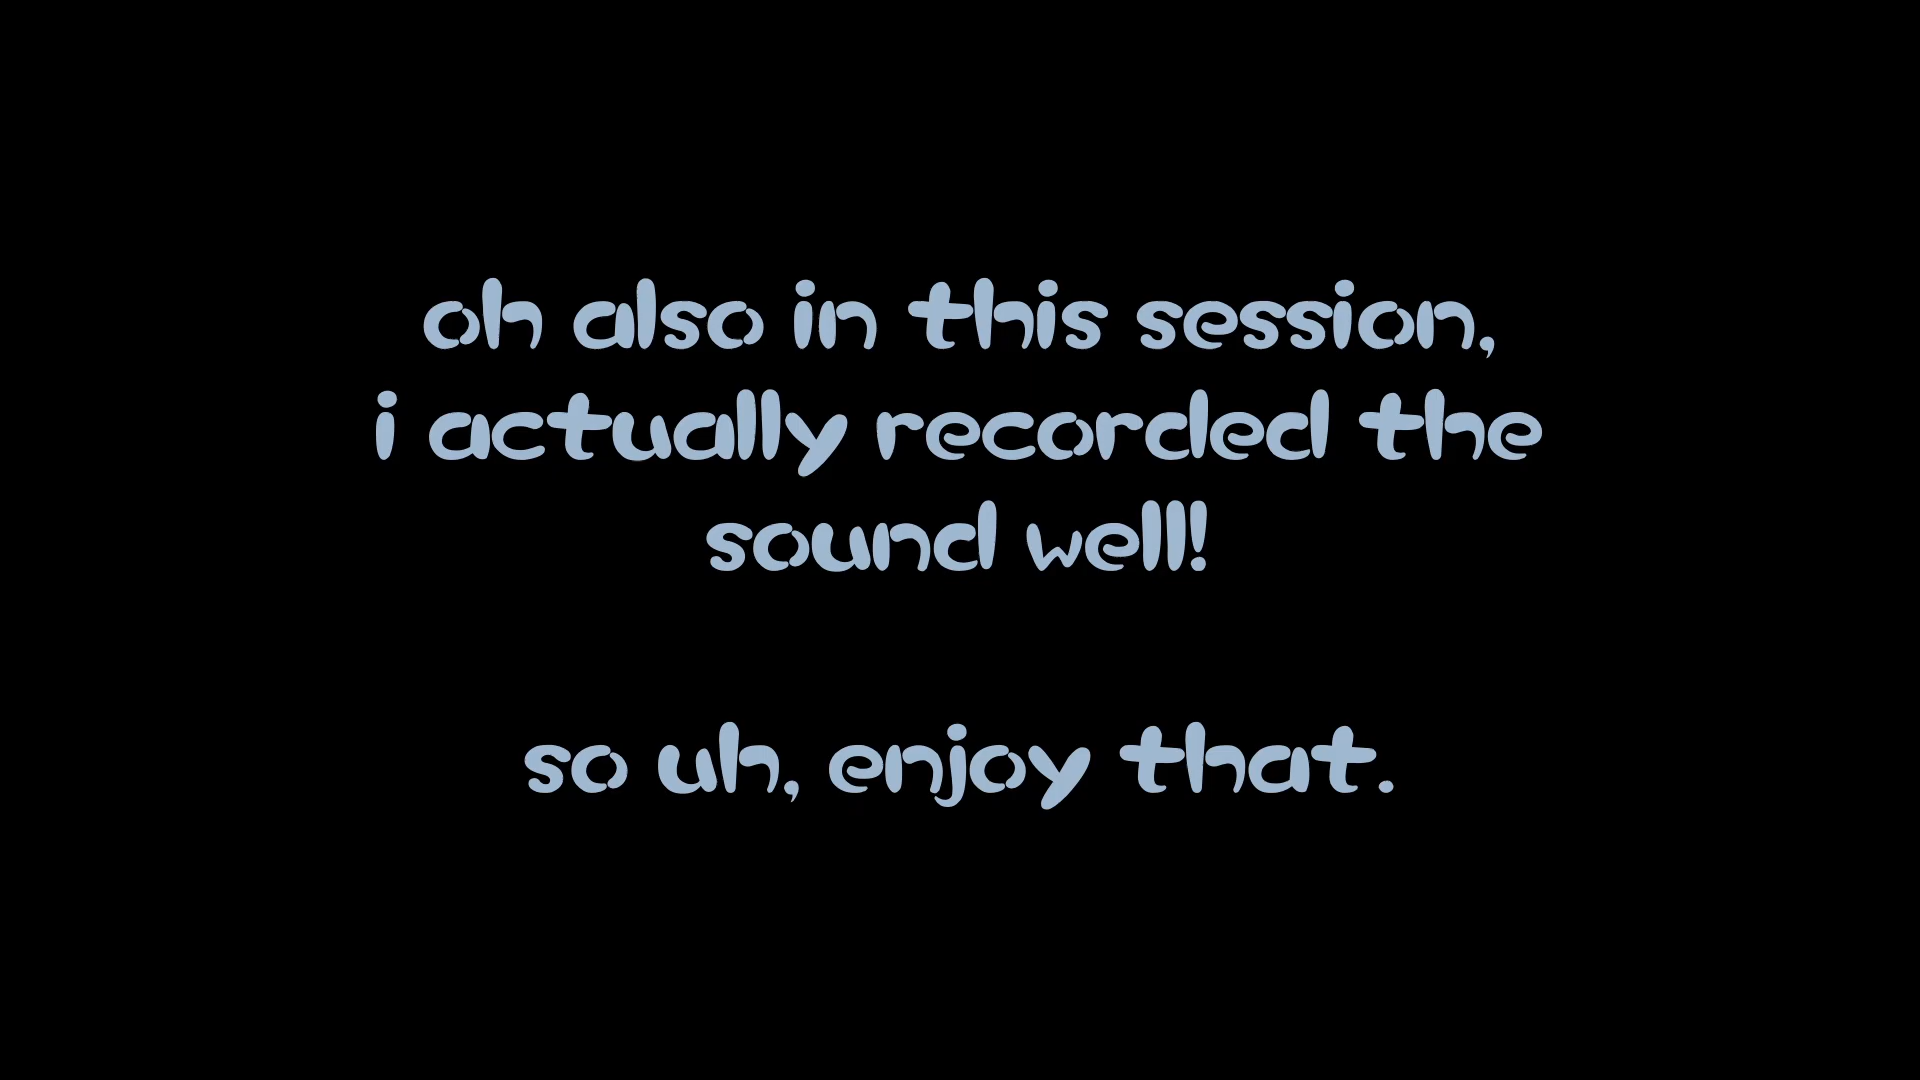 oh also in this session,
i actually recorded the
sound well!
so uh, enjoy that.